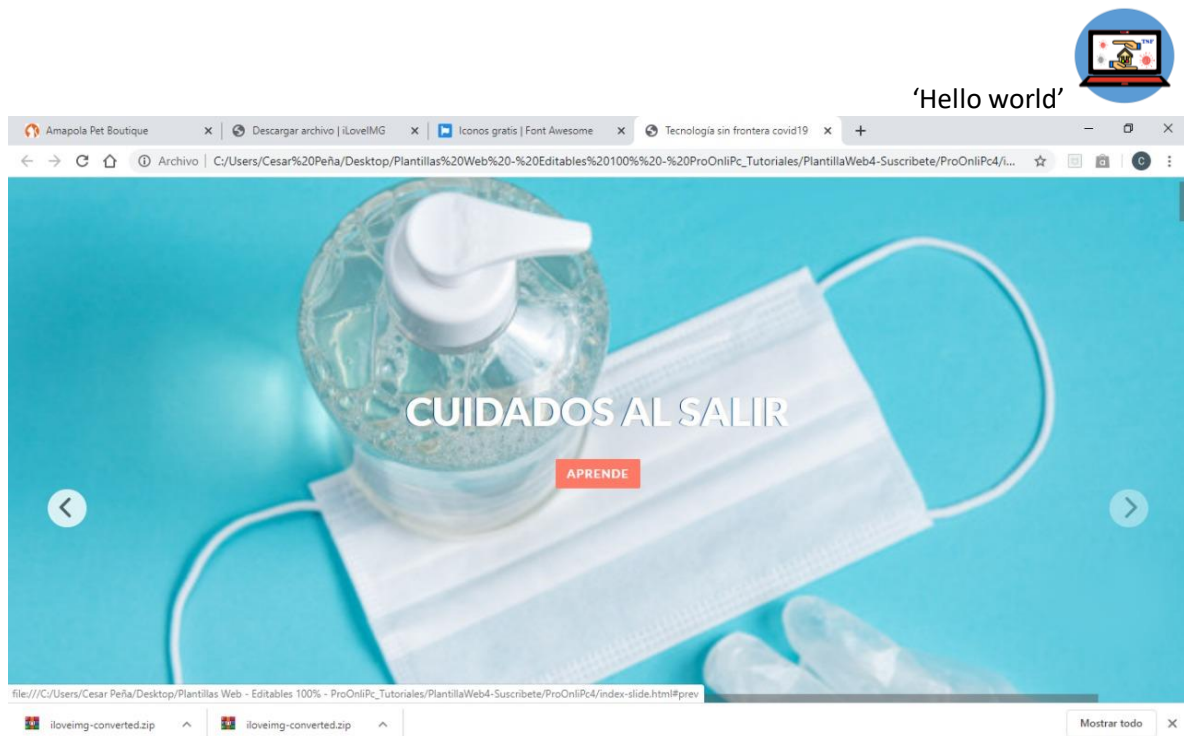 TSF
‘Hello world’
Amapola Pet Boutique
Descargar archivo | iLoveIMG
Iconos gratis | Font Awesome
Tecnología sin frontera covid19
Archivo
C:/Users/Cesar%20Peña/Desktop/Plantillas%20Web%20-%20Editables%20100%%20-%20ProOnliPc_Tutoriales/PlantillaWeb4-Suscribete/ProOnliPc4/i...
C
CUIDADOS AL SALIR
APRENDE
file:///C:/Users/Cesar Peña/Desktop/Plantillas Web - Editables 100% - ProOnliPc_Tutoriales/PlantillaWeb4-Suscribete/ProOnliPc4/index-slide.html#prev
iloveimg-converted.zip
iloveimg-converted.zip
Mostrar todo